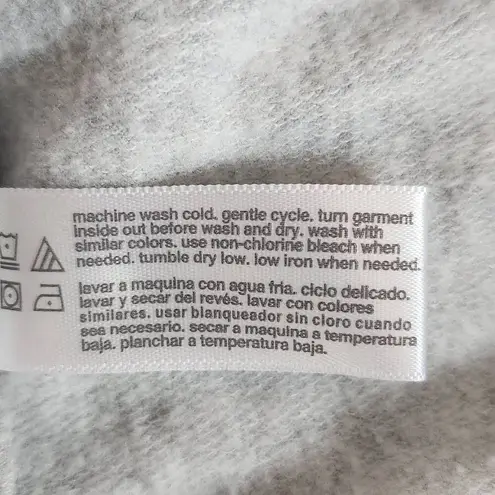 machine wash cold. gentle cycle. turn garment
inside out before wash and dry. wash with
similar colors. use non-chlorine bleach when
needed. tumble dry low. low iron when needed.
lavar a maquina con agua fria. ciclo delicado.
lavar y secar del revés. lavar con colores
similares. usar blanqueador sin cloro cuando
sea necesario. secar a maquina a temperatura
baja. planchar a temperatura baja.